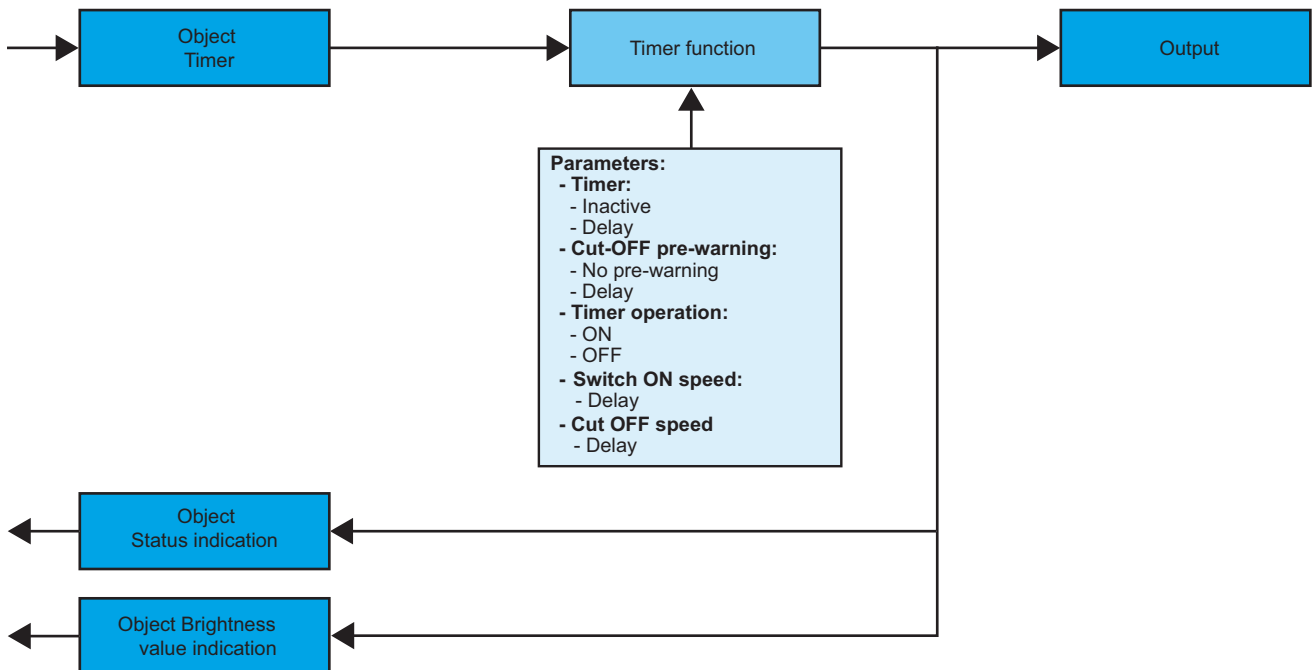 Object
Timer
Timer function
Output
Parameters:
- Timer:
- Inactive
- Delay
- Cut-OFF pre-warning:
- No pre-warning
- Delay
- Timer operation:
- ON
- OFF
- Switch ON speed:
- Delay
- Cut OFF speed
- Delay
Object
Status indication
Object Brightness
value indication